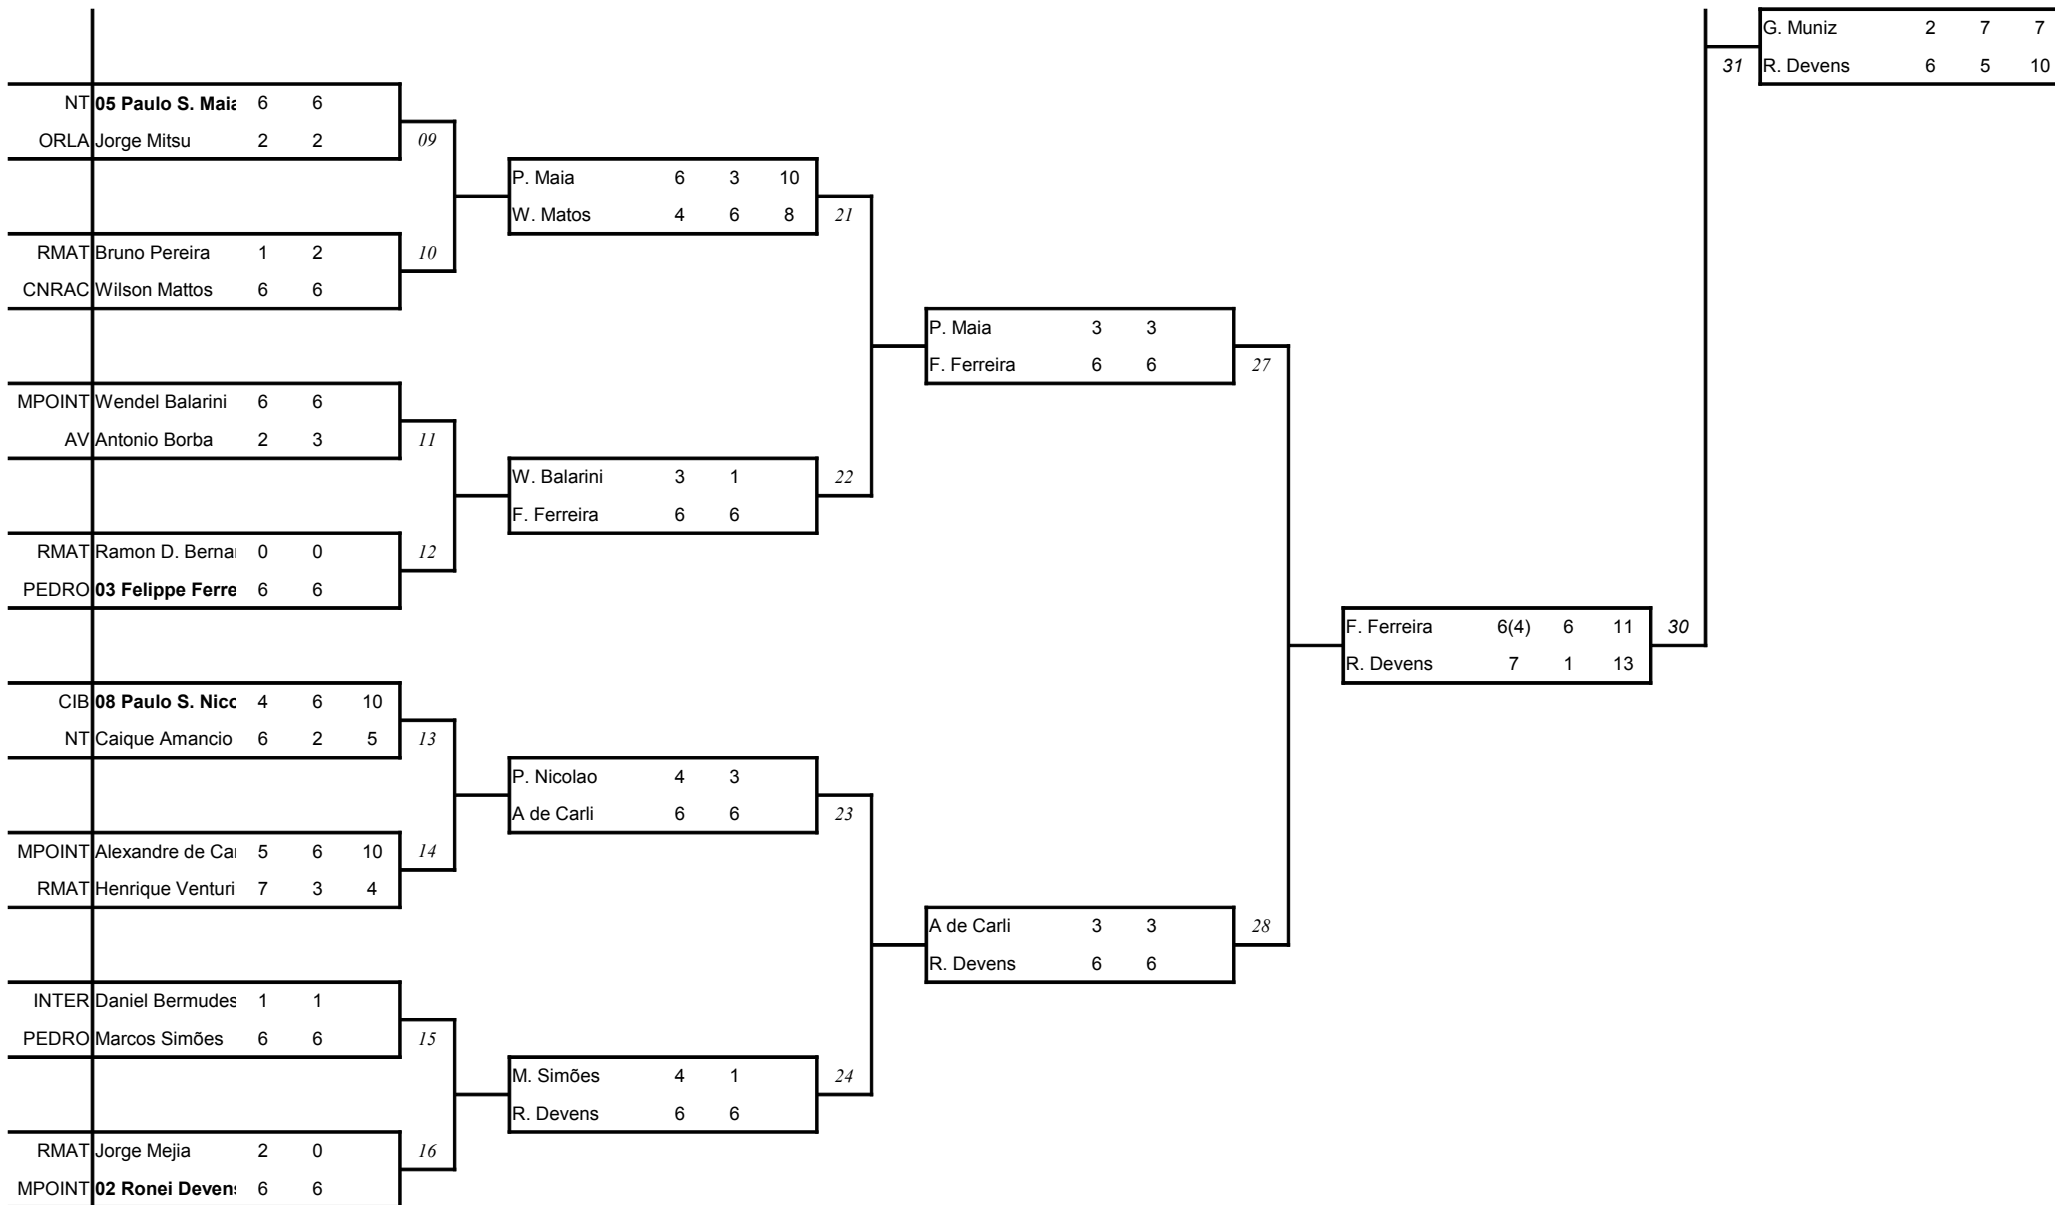 G. Muniz 2 7 7
31 R. Devens 6 5 10
NT 05 Paulo S. Maia 6 6
ORLA Jorge Mitsu 2 2 09
P. Maia 6 3 10
W. Matos 4 6 8 21
RMAT Bruno Pereira 1 2 10
CNRAC Wilson Mattos 6 6
P. Maia 3 3
F. Ferreira 6 6 27
MPOINT Wendel Balarini 6 6
AV Antonio Borba 2 3 11
W. Balarini 3 1 22
F. Ferreira 6 6
RMAT Ramon D. Berna 0 0 12
PEDRO 03 Felippe Ferre 6 6
F. Ferreira 6(4) 6 11 30
R. Devens 7 1 13
CIB 08 Paulo S. Nico 4 6 10
NT Caique Amancio 6 2 5 13
P. Nicolao 4 3
A de Carli 6 6 23
MPOINT Alexandre de Ca 5 6 10 14
RMAT Henrique Venturi 7 3 4
A de Carli 3 3 28
R. Devens 6 6
INTER Daniel Bermudes 1 1
PEDRO Marcos Simões 6 6 15
M. Simões 4 1 24
R. Devens 6 6
RMAT Jorge Mejia 2 0 16
MPOINT 02 Ronei Devens 6 6